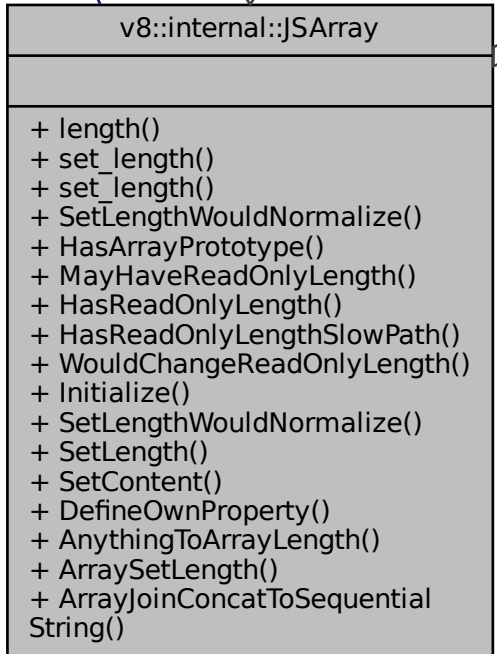 v8::internal::JSArray
+ length()
+ set_length()
+ set_length()
+ SetLengthWouldNormalize()
+ HasArrayPrototype()
+ MayHaveReadOnlyLength()
+ HasReadOnlyLength()
+ HasReadOnlyLengthSlowPath()
+ WouldChangeReadOnlyLength()
+ Initialize()
+ SetLengthWouldNormalize()
+ SetLength()
+ SetContent()
+ DefineOwnProperty()
+ AnythingToArrayLength()
+ ArraySetLength()
+ ArrayJoinConcatToSequential
String()